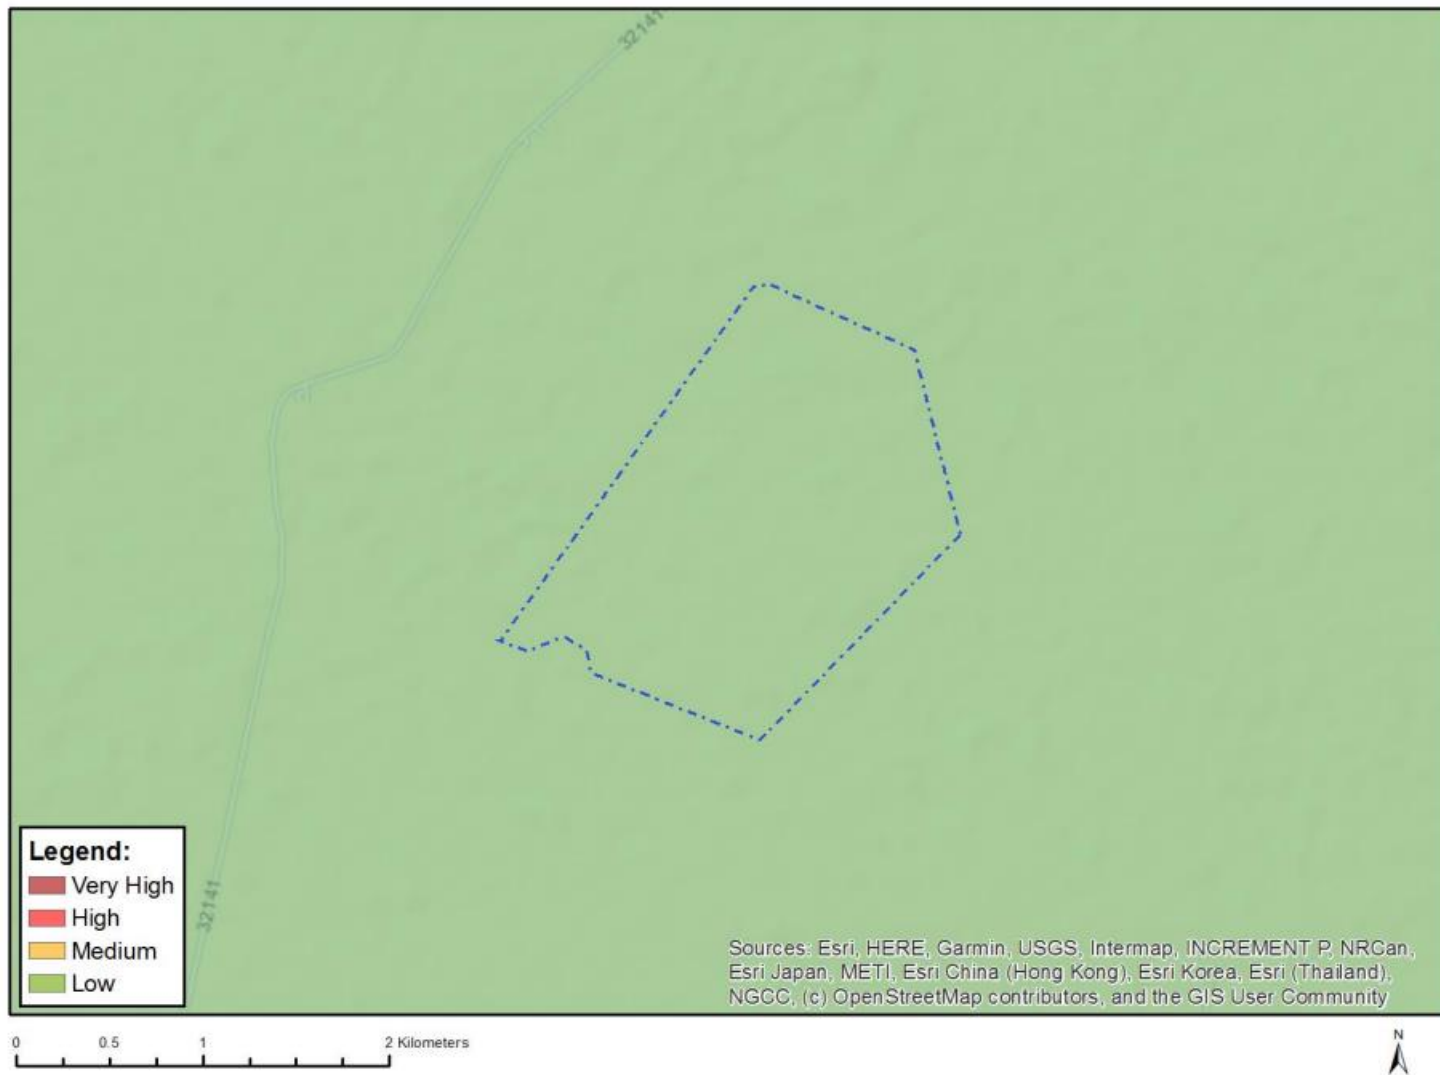 32141
32141
Legend:
Very High
High
Medium
Low
Sources: Esri, HERE, Garmin, USGS, Intermap, INCREMENT P, NRCan,
Esri Japan, METI, Esri China (Hong Kong), Esri Korea, Esri (Thailand),
NGCC, (c) OpenStreetMap contributors, and the GIS User Community
0 0.5 1 2 Kilometers
N